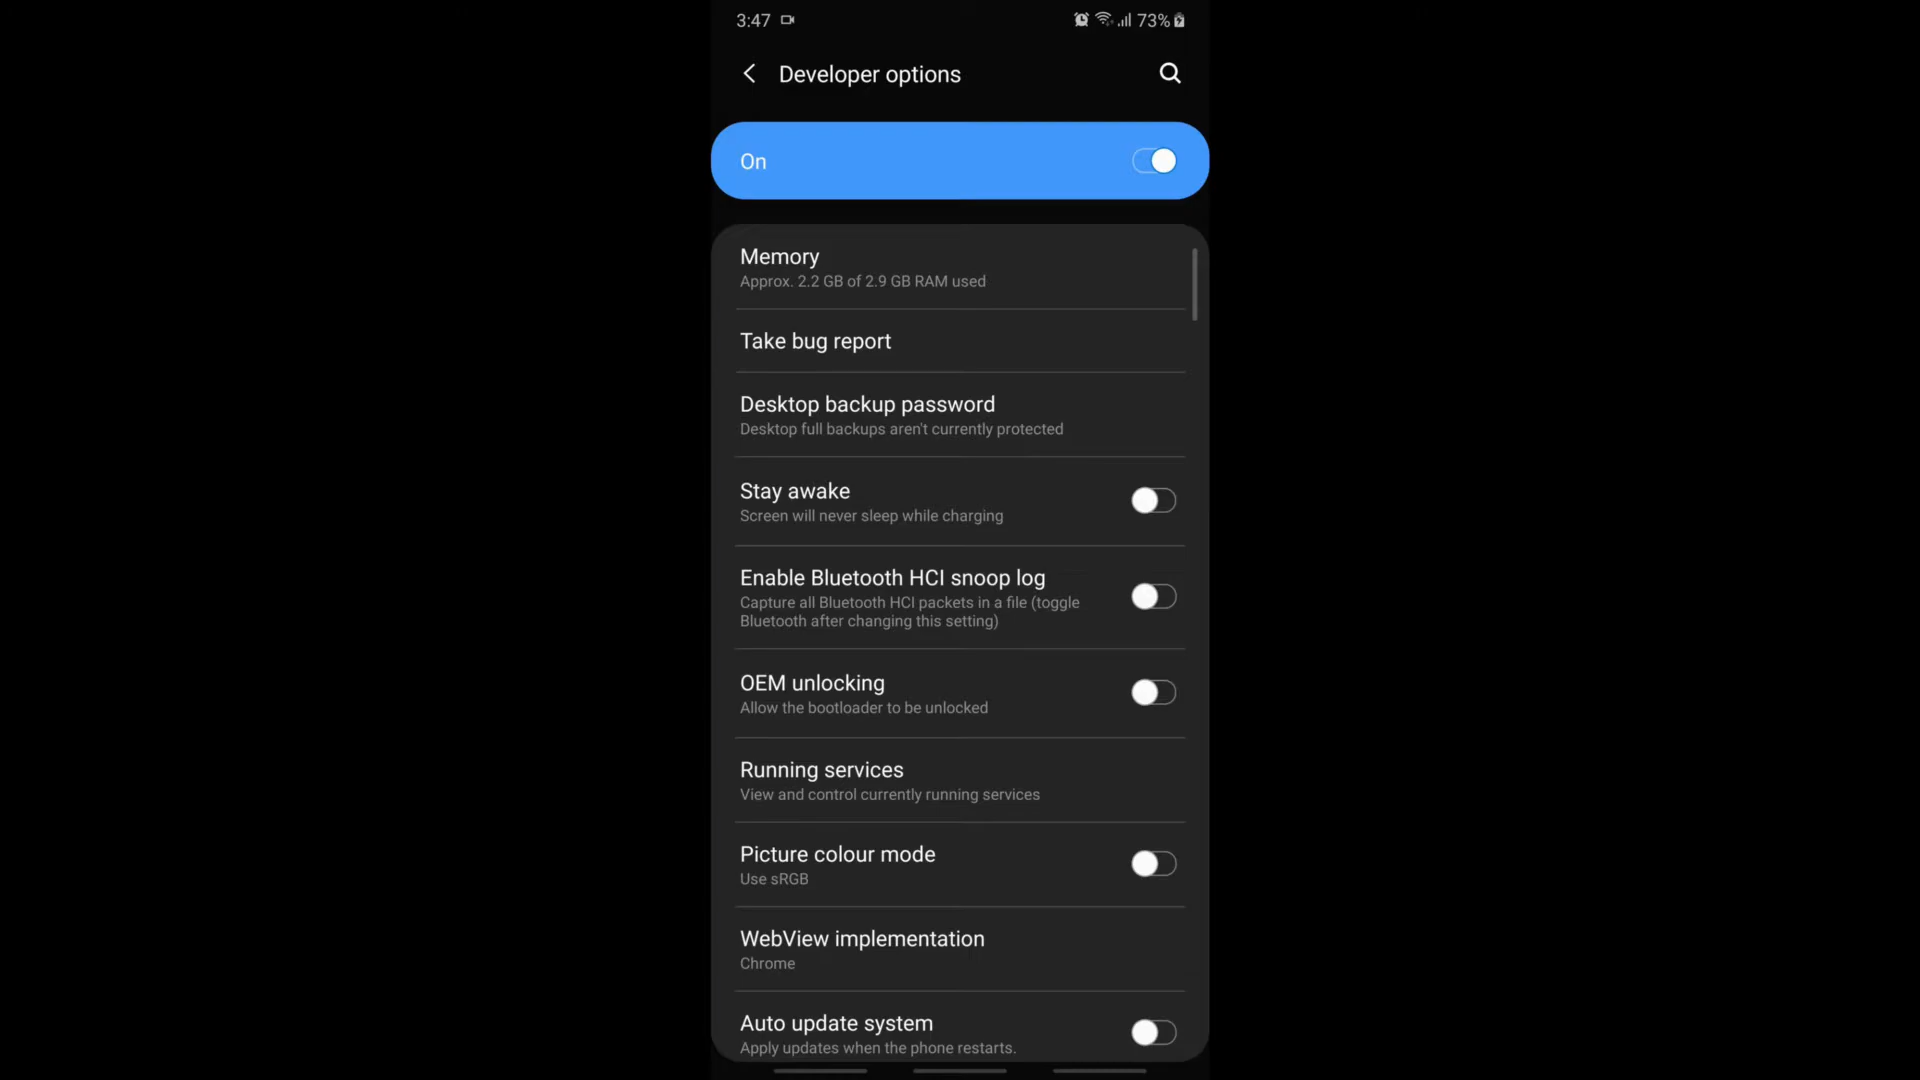 3:47
73%
Developer options
On
Memory
Approx. 2.2 GB of 2.9 GB RAM used
Take bug report
Desktop backup password
Desktop full backups aren't currently protected
Stay awake
Screen will never sleep while charging
Enable Bluetooth HCI snoop log
Capture all Bluetooth HCI packets in a file (toggle
Bluetooth after changing this setting)
OEM unlocking
Allow the bootloader to be unlocked
Running services
View and control currently running services
Picture colour mode
Use sRGB
WebView implementation
Chrome
Auto update system
Apply updates when the phone restarts.